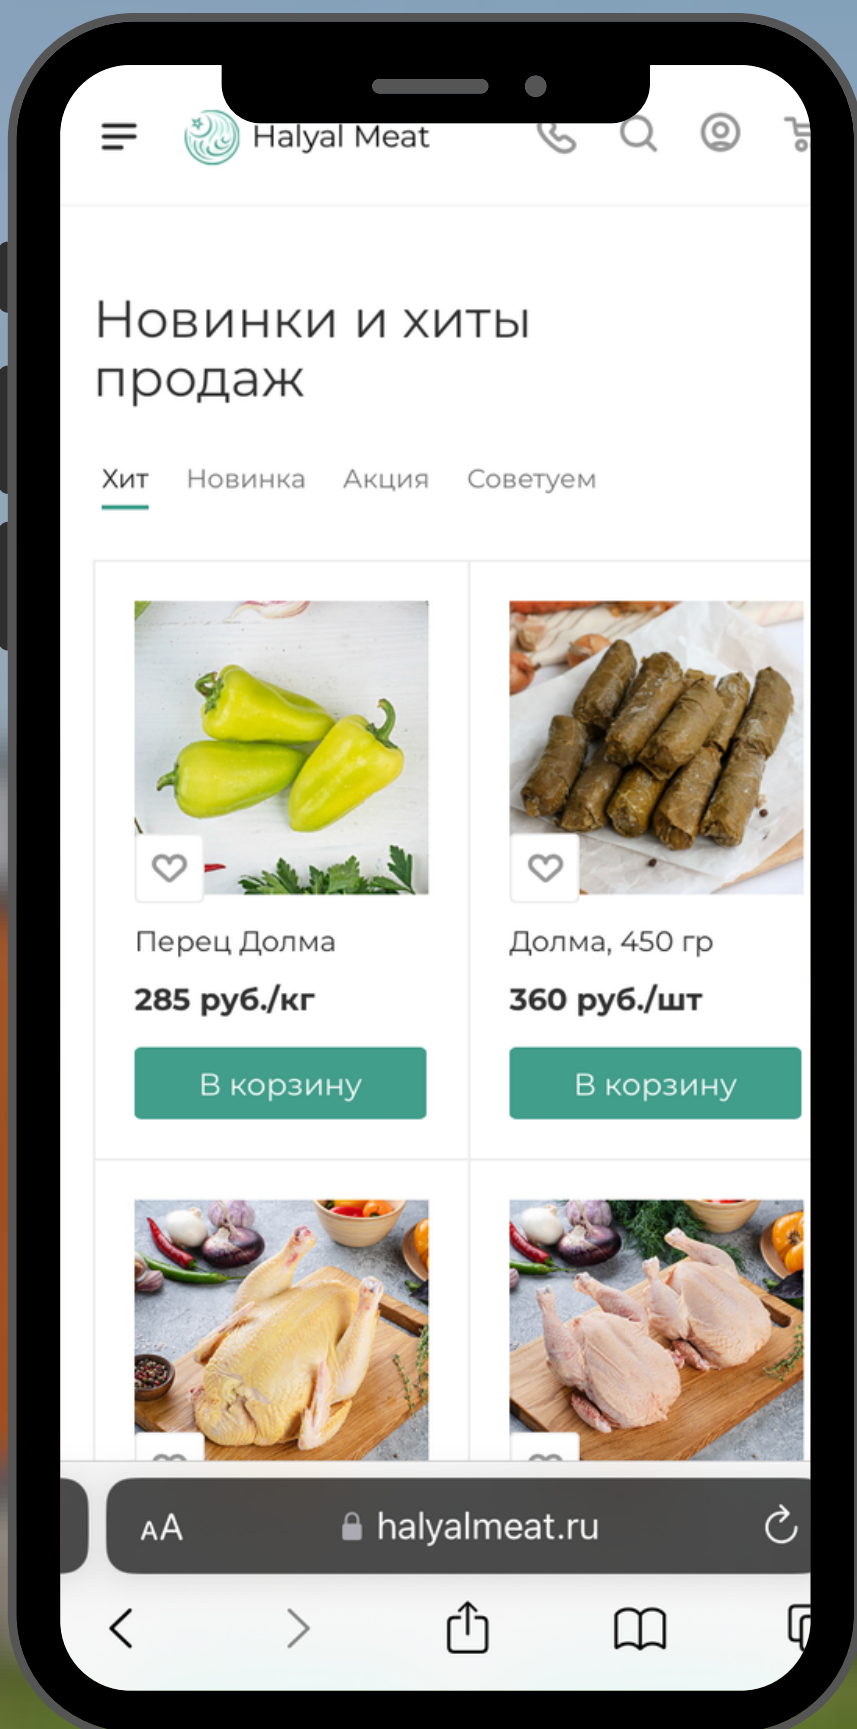 Halyal Meat
Новинки и хиты
продаж
Хит Новинка Акция Советуем
Перец Долма
285 руб./кг
В корзину
Долма, 450 гр
360 руб./шт
В корзину
AA halyalmeat.ru